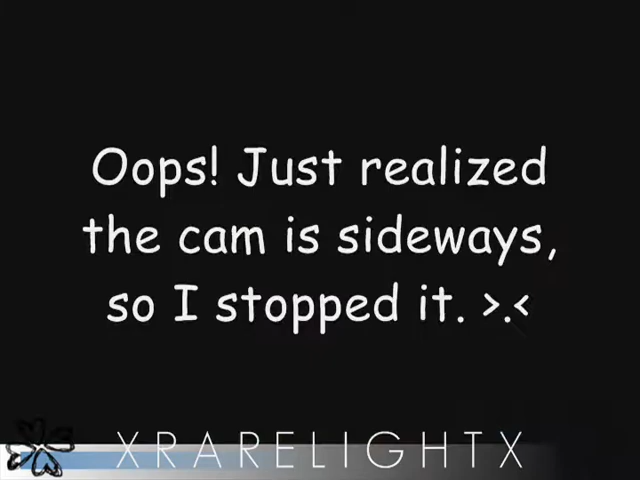 Oops! Just realized
the cam is sideways,
so I stopped it. >.<
XRARELIGHTX